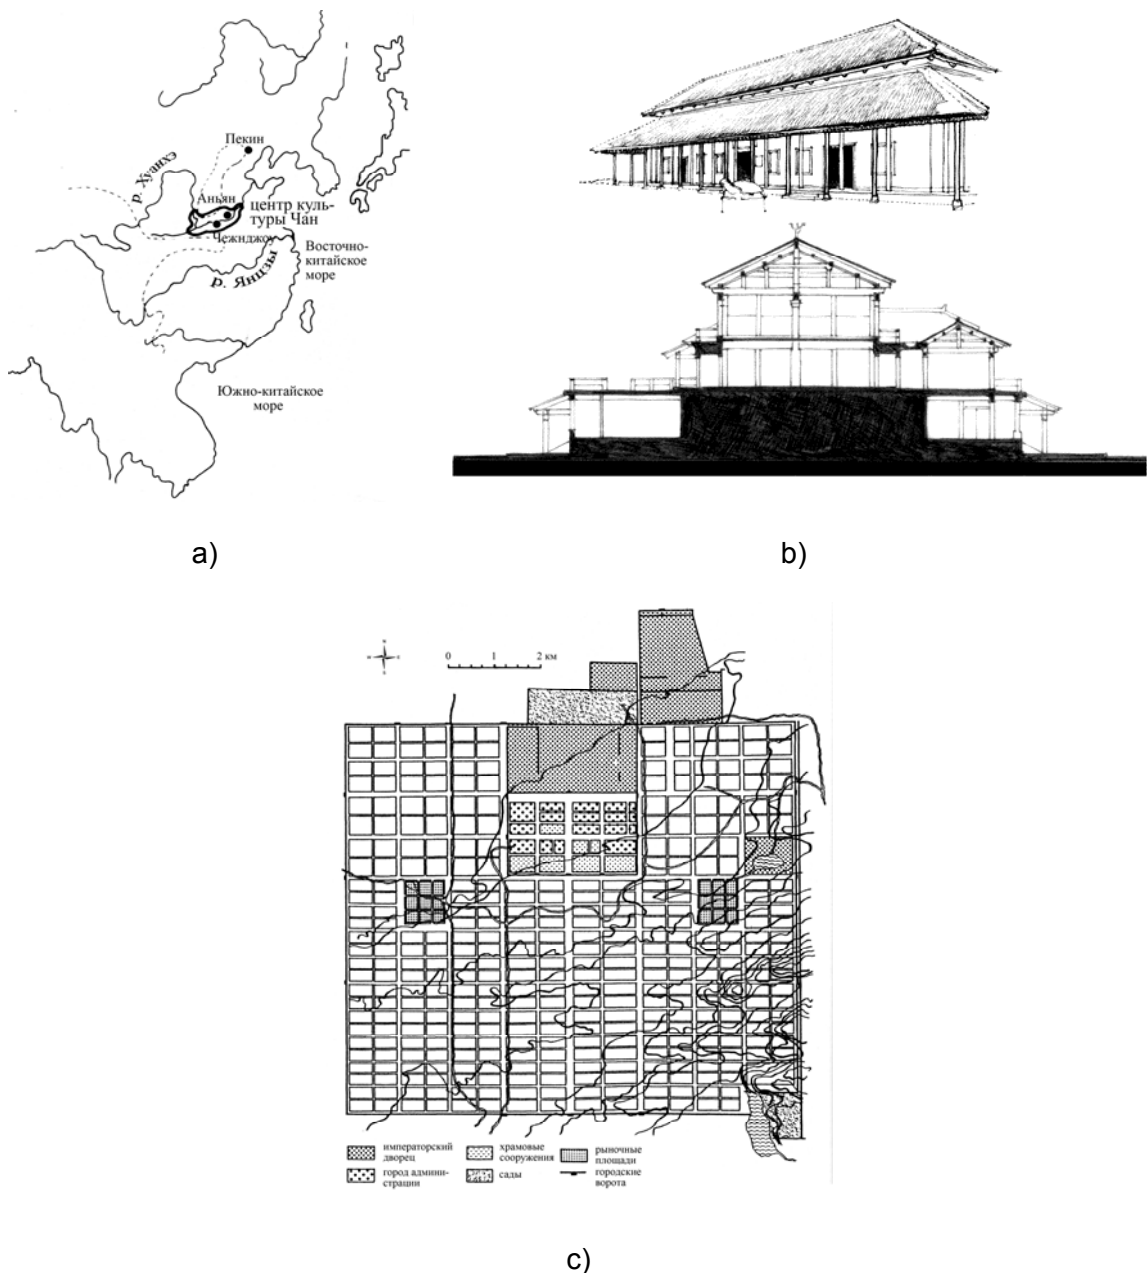 Пекин
р. Хуанхэ
Аньян
центр куль-
туры Чан
Чежнджоу
р. Янцзы
Восточно-
китайское
море
Южно-китайское
море
a)
b)
0 1 2 км
императорский
дворец
храмовые
сооружения
рыночные
площади
город админи-
страции
сады
городские
ворота
c)